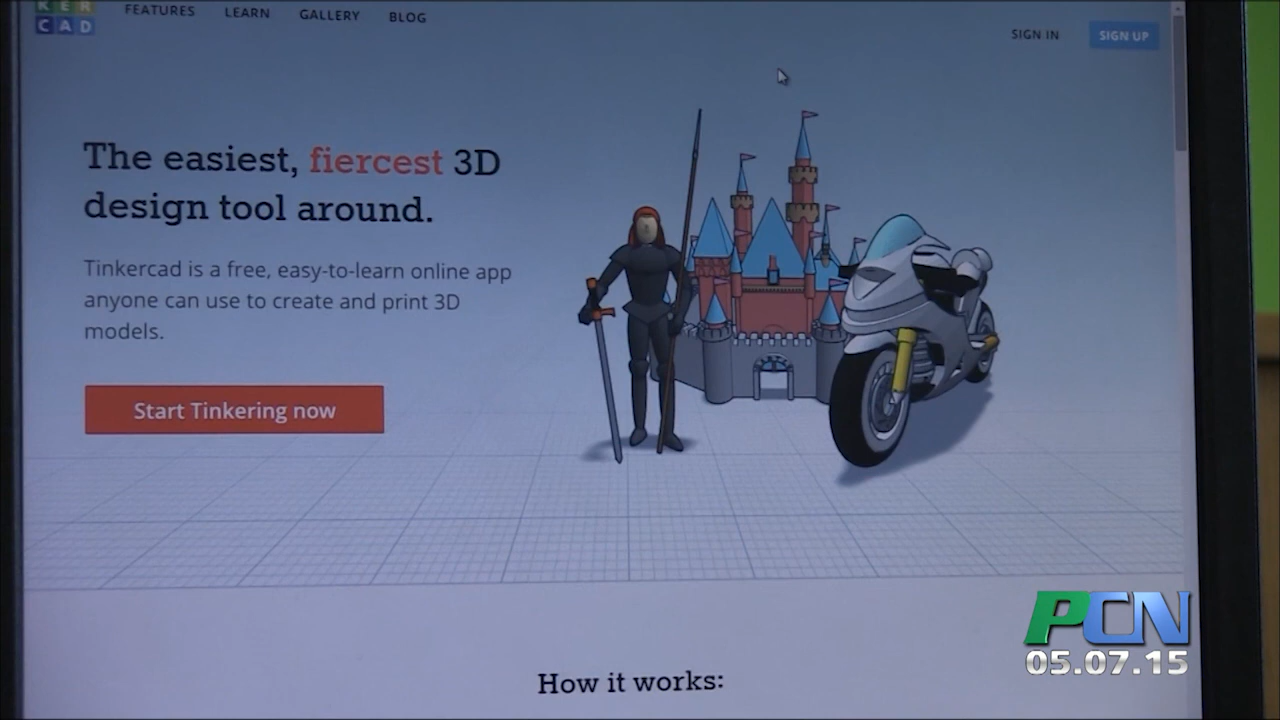 KER
CAD
FEATURES LEARN GALLERY BLOG
SIGN IN SIGN UP
The easiest, fiercest 3D
design tool around.
Tinkercad is a free, easy-to-learn online app
anyone can use to create and print 3D
models.
Start Tinkering now
How it works:
PCN
05.07.15